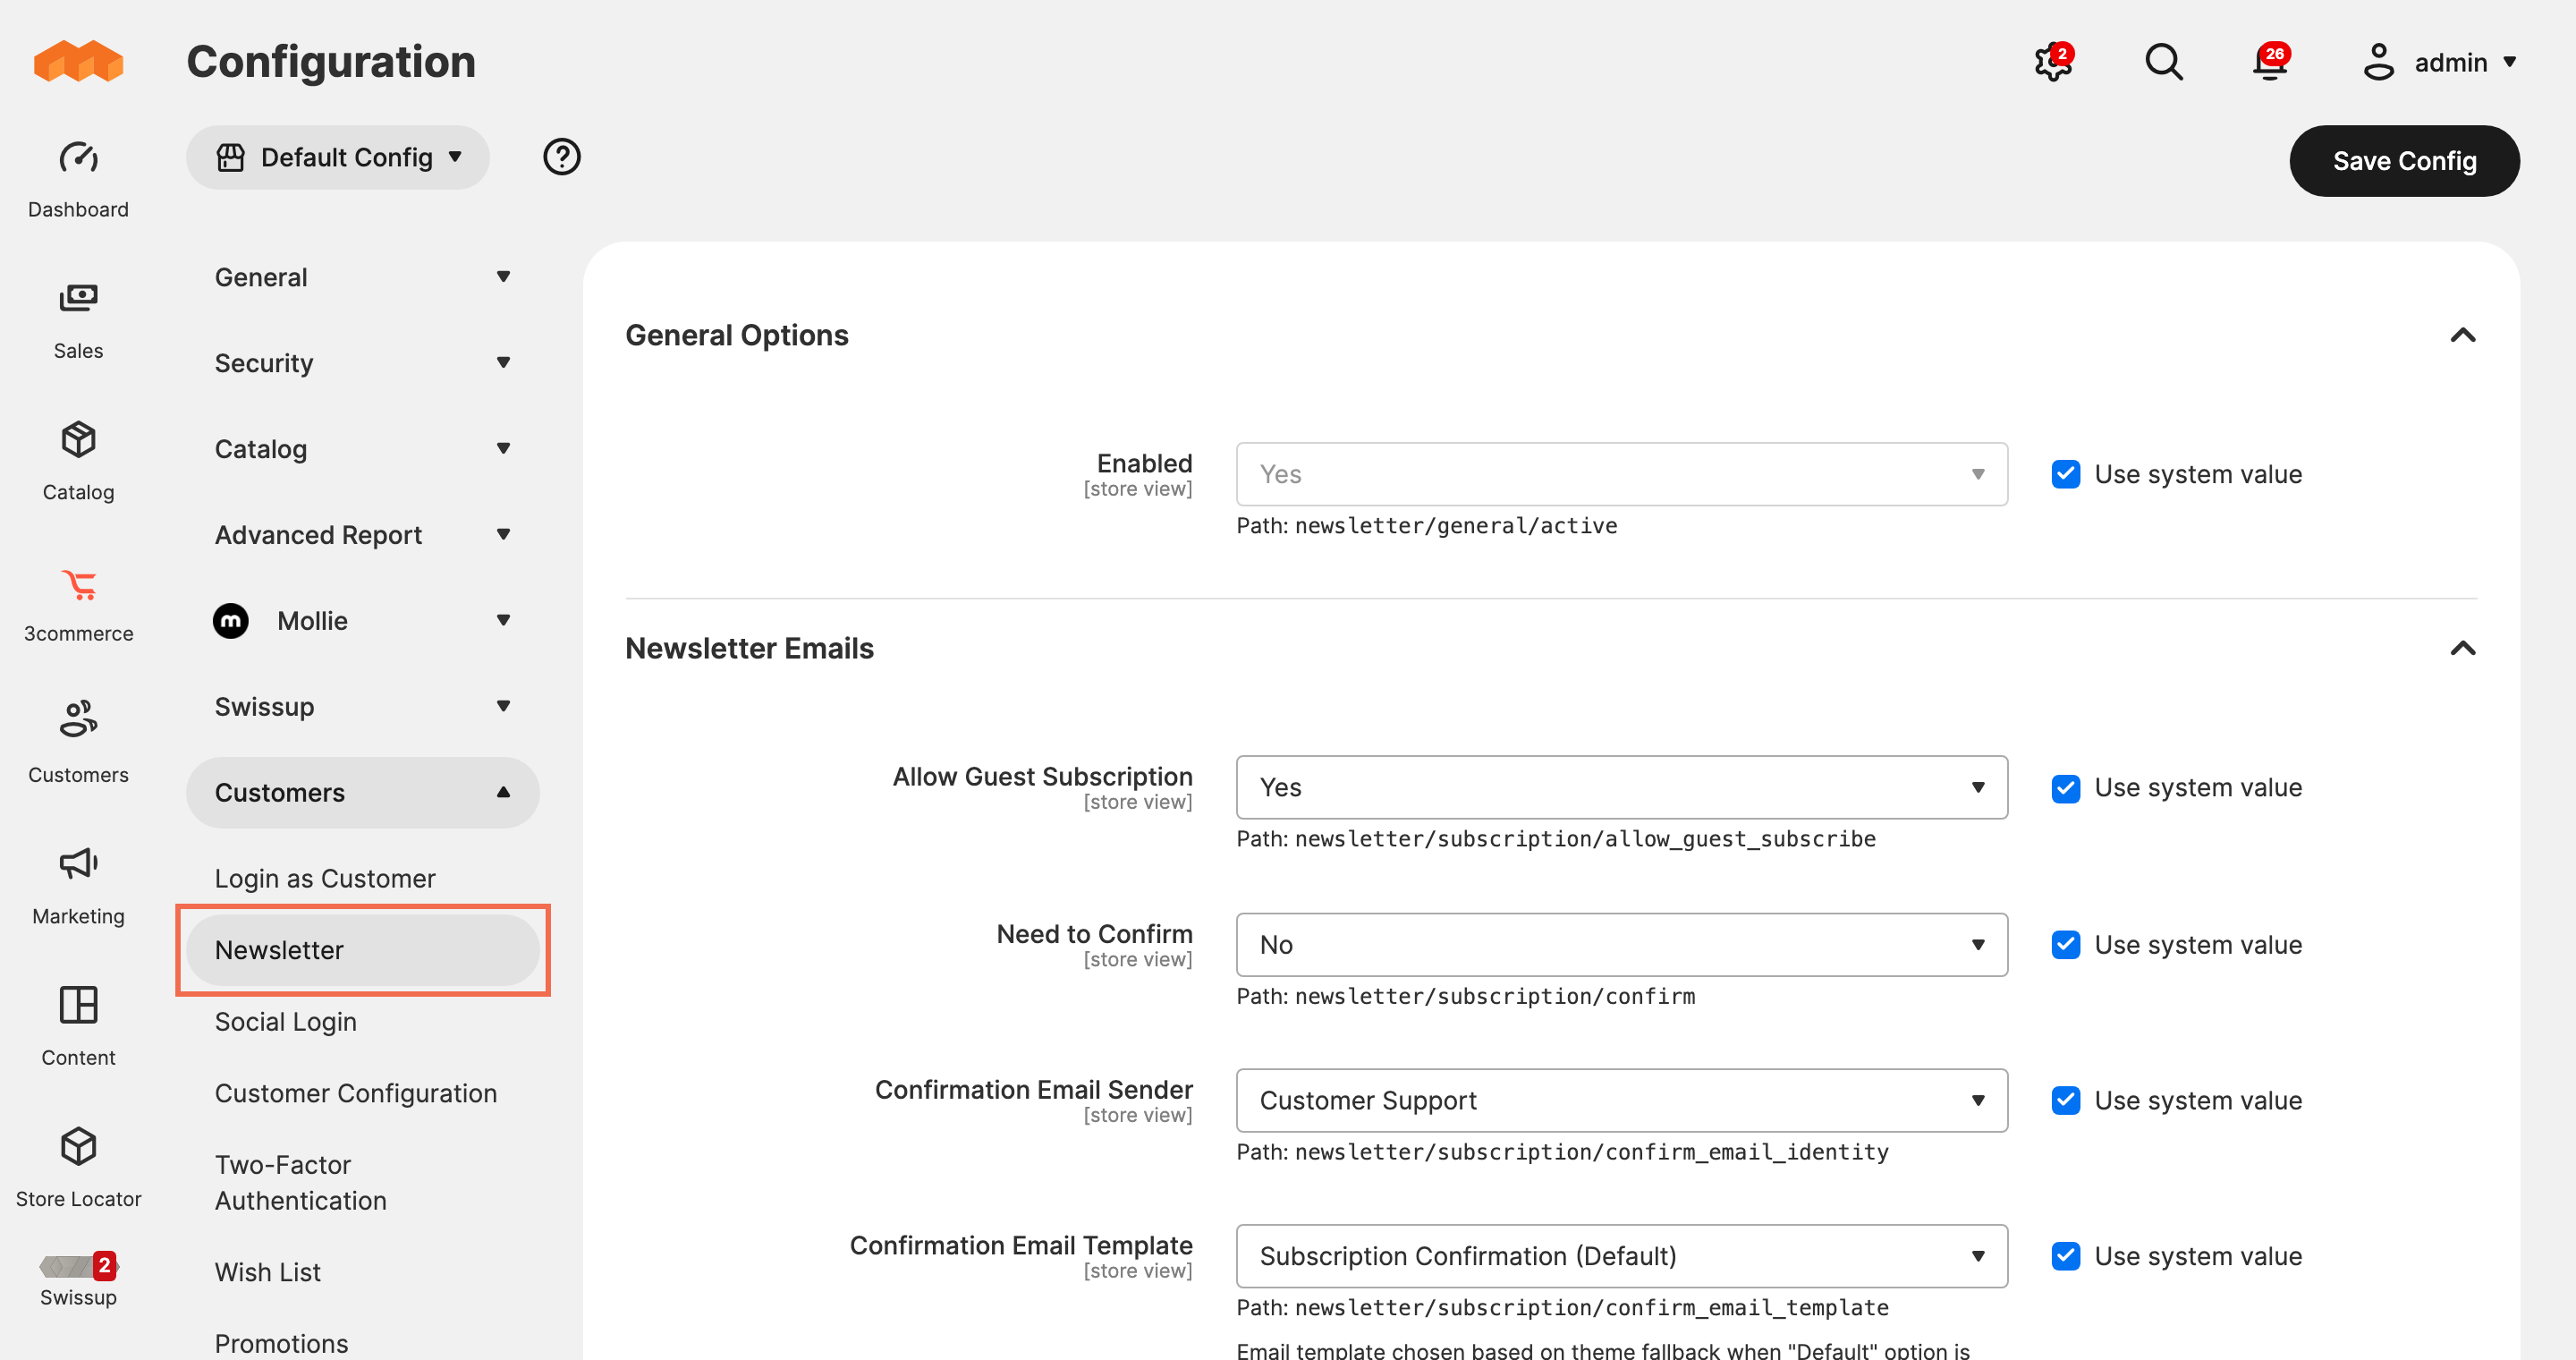 Configuration
2
26
admin
Default Config
Save Config
Dashboard
Sales
Catalog
3commerce
Customers
Marketing
Content
Store Locator
2
Swissup
General
Security
Catalog
Advanced Report
m Mollie
Swissup
Customers
Login as Customer
Newsletter
Social Login
Customer Configuration
Two-Factor
Authentication
Wish List
Promotions
General Options
Enabled
[store view]
Yes
Use system value
Path: newsletter/general/active
Newsletter Emails
Allow Guest Subscription
[store view]
Yes
Use system value
Path: newsletter/subscription/allow_guest_subscribe
Need to Confirm
[store view]
No
Use system value
Path: newsletter/subscription/confirm
Confirmation Email Sender
[store view]
Customer Support
Use system value
Path: newsletter/subscription/confirm_email_identity
Confirmation Email Template
[store view]
Subscription Confirmation (Default)
Use system value
Path: newsletter/subscription/confirm_email_template
Email template chosen based on theme fallback when "Default" option is